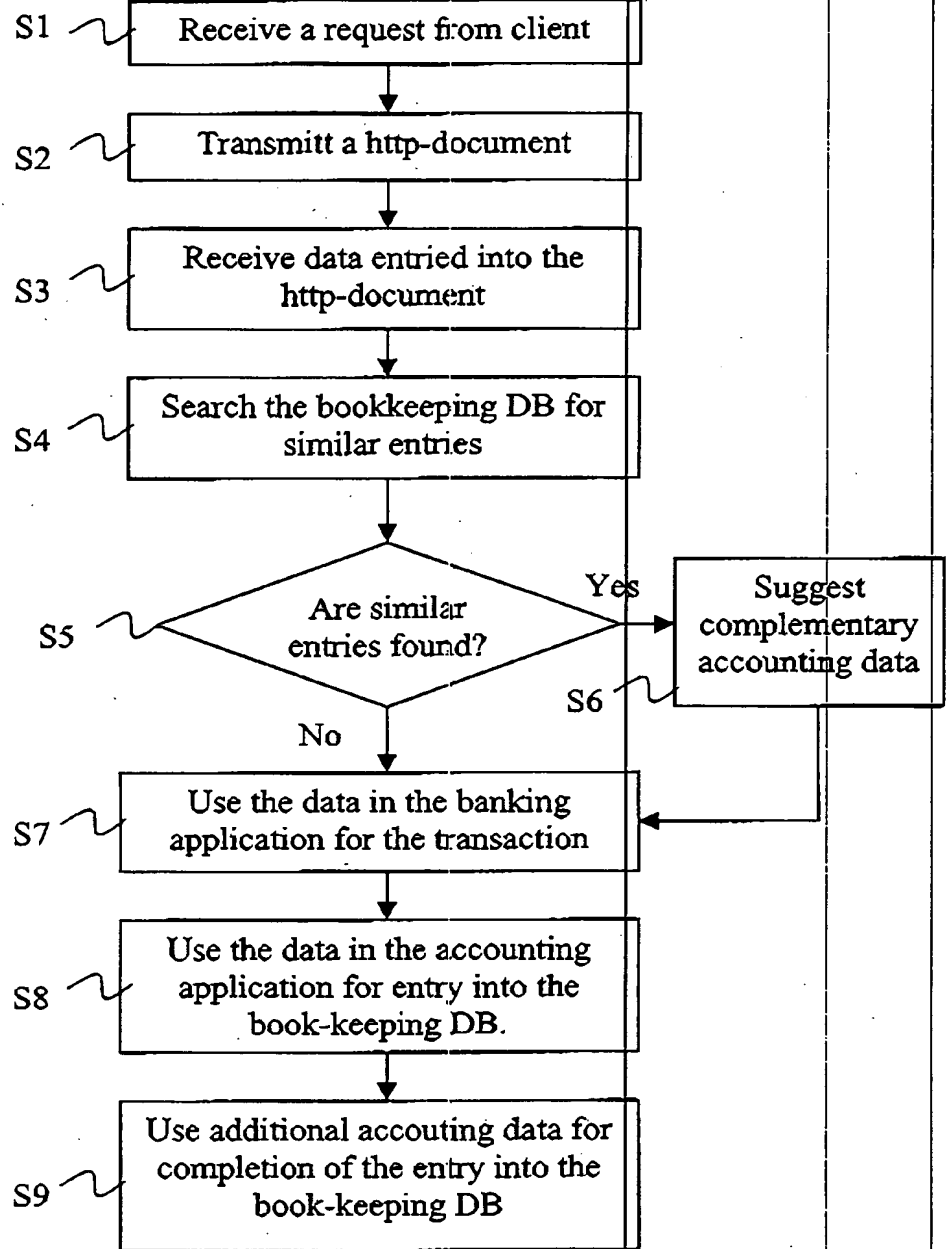 S1
Receive a request from client
S2
Transmitt a http-document
S3
Receive data entried into the
http-document
S4
Search the bookkeeping DB for
similar entries
S5
Are similar
entries found?
Yes
S6
Suggest
complementary
accounting data
No
S7
Use the data in the banking
application for the transaction
S8
Use the data in the accounting
application for entry into the
book-keeping DB.
S9
Use additional accouting data for
completion of the entry into the
book-keeping DB